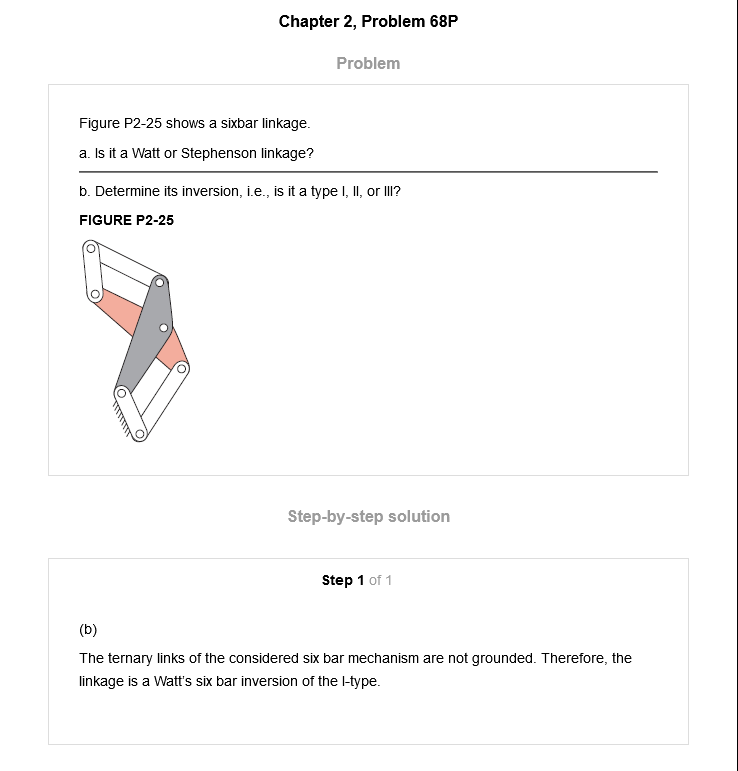 Chapter 2, Problem 68P
Problem
Figure P2-25 shows a sixbar linkage.
a. Is it a Watt or Stephenson linkage?
b. Determine its inversion, i.e., is it a type I, II, or III?
FIGURE P2-25
Step-by-step solution
Step 1 of 1
(b)
The ternary links of the considered six bar mechanism are not grounded. Therefore, the
linkage is a Watt's six bar inversion of the I-type.